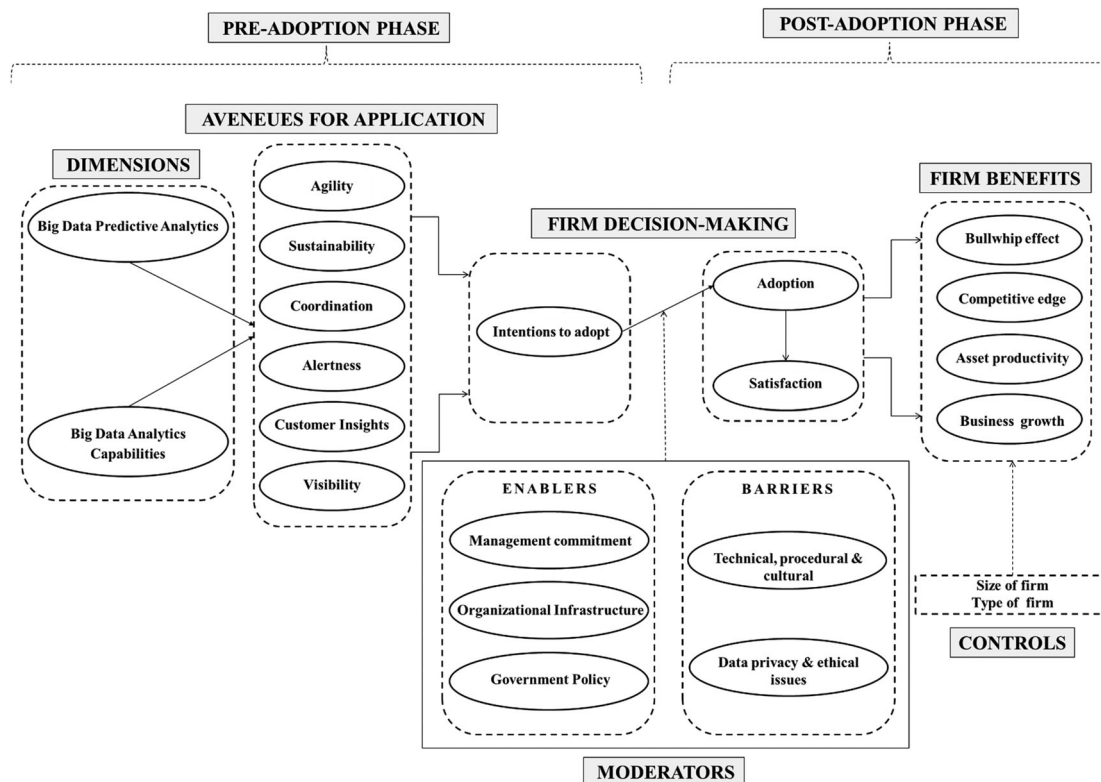 PRE-ADOPTION PHASE
POST-ADOPTION PHASE
AVENEUES FOR APPLICATION
DIMENSIONS
Big Data Predictive Analytics
Big Data Analytics
Capabilities
Agility
Sustainability
Coordination
Alertness
Customer Insights
Visibility
FIRM DECISION-MAKING
Intentions to adopt
Adoption
Satisfaction
FIRM BENEFITS
Bullwhip effect
Competitive edge
Asset productivity
Business growth
ENABLERS
Management commitment
Organizational Infrastructure
Government Policy
BARRIERS
Technical, procedural &
cultural
Data privacy & ethical
issues
MODERATORS
Size of firm
Type of firm
CONTROLS